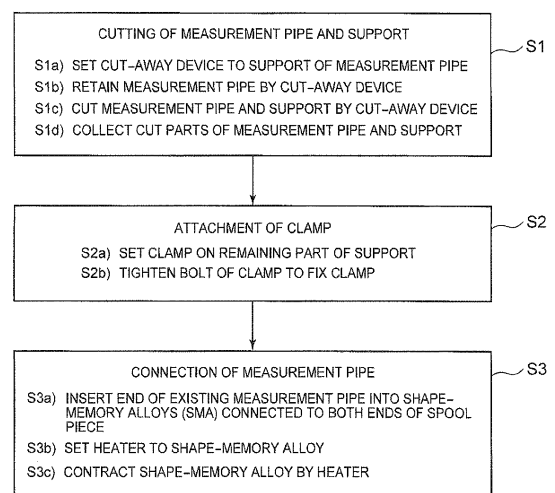 CUTTING OF MEASUREMENT PIPE AND SUPPORT
S1
S1a) SET CUT-AWAY DEVICE TO SUPPORT OF MEASUREMENT PIPE
S1b) RETAIN MEASUREMENT PIPE BY CUT-AWAY DEVICE
S1c) CUT MEASUREMENT PIPE AND SUPPORT BY CUT-AWAY DEVICE
S1d) COLLECT CUT PARTS OF MEASUREMENT PIPE AND SUPPORT
ATTACHMENT OF CLAMP
S2
S2a) SET CLAMP ON REMAINING PART OF SUPPORT
S2b) TIGHTEN BOLT OF CLAMP TO FIX CLAMP
CONNECTION OF MEASUREMENT PIPE
S3
S3a) INSERT END OF EXISTING MEASUREMENT PIPE INTO SHAPE-
MEMORY ALLOYS (SMA) CONNECTED TO BOTH ENDS OF SPOOL
PIECE
S3b) SET HEATER TO SHAPE-MEMORY ALLOY
S3c) CONTRACT SHAPE-MEMORY ALLOY BY HEATER